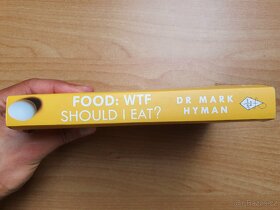 FOOD: WTF
SHOULD I EAT?
DR MARK
HYMAN